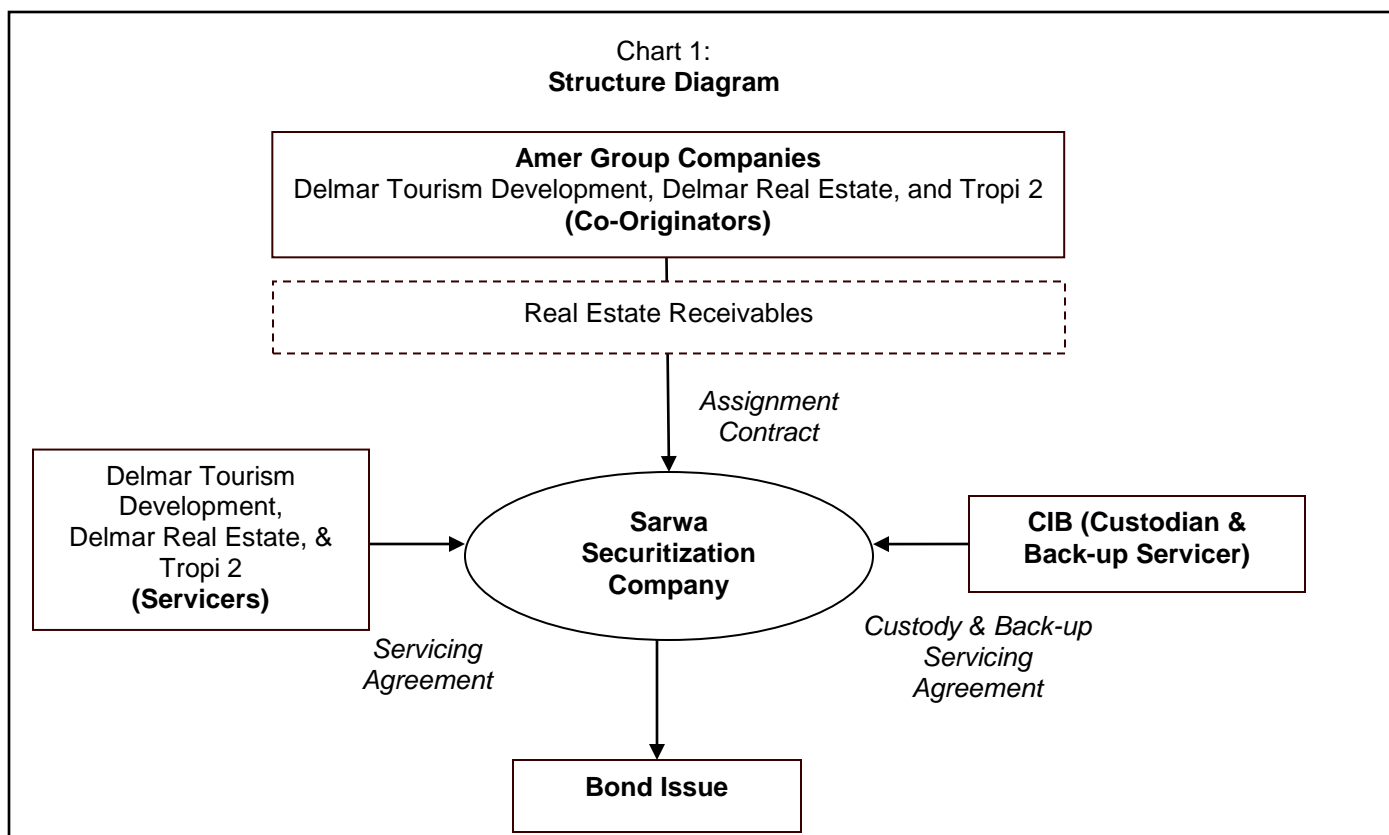 Chart 1:
Structure Diagram
Amer Group Companies
Delmar Tourism Development, Delmar Real Estate, and Tropi 2
(Co-Originators)
Real Estate Receivables
Assignment
Contract
Delmar Tourism
Development,
Delmar Real Estate, &
Tropi 2
(Servicers)
Sarwa
Securitization
Company
CIB (Custodian &
Back-up Servicer)
Servicing
Agreement
Custody & Back-up
Servicing
Agreement
Bond Issue